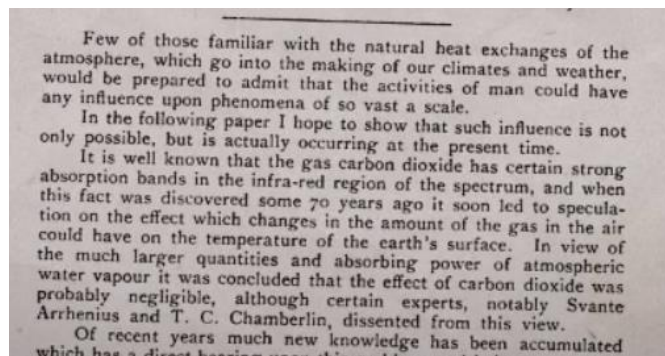 Few of those familiar with the natural heat exchanges of the
atmosphere, which go into the making of our climates and weather,
would be prepared to admit that the activities of man could have
any influence upon phenomena of so vast a scale.
In the following paper I hope to show that such influence is not
only possible, but is actually occurring at the present time.
It is well known that the gas carbon dioxide has certain strong
absorption bands in the infra-red region of the spectrum, and when
this fact was discovered some 70 years ago it soon led to specula-
tion on the effect which changes in the amount of the gas in the air
could have on the temperature of the earth's surface. In view of
the much larger quantities and absorbing power of atmospheric
water vapour it was concluded that the effect of carbon dioxide was
probably negligible, although certain experts, notably Svante
Arrhenius and T. C. Chamberlin, dissented from this view.
Of recent years much new knowledge has been accumulated
which has a direct bearing upon this